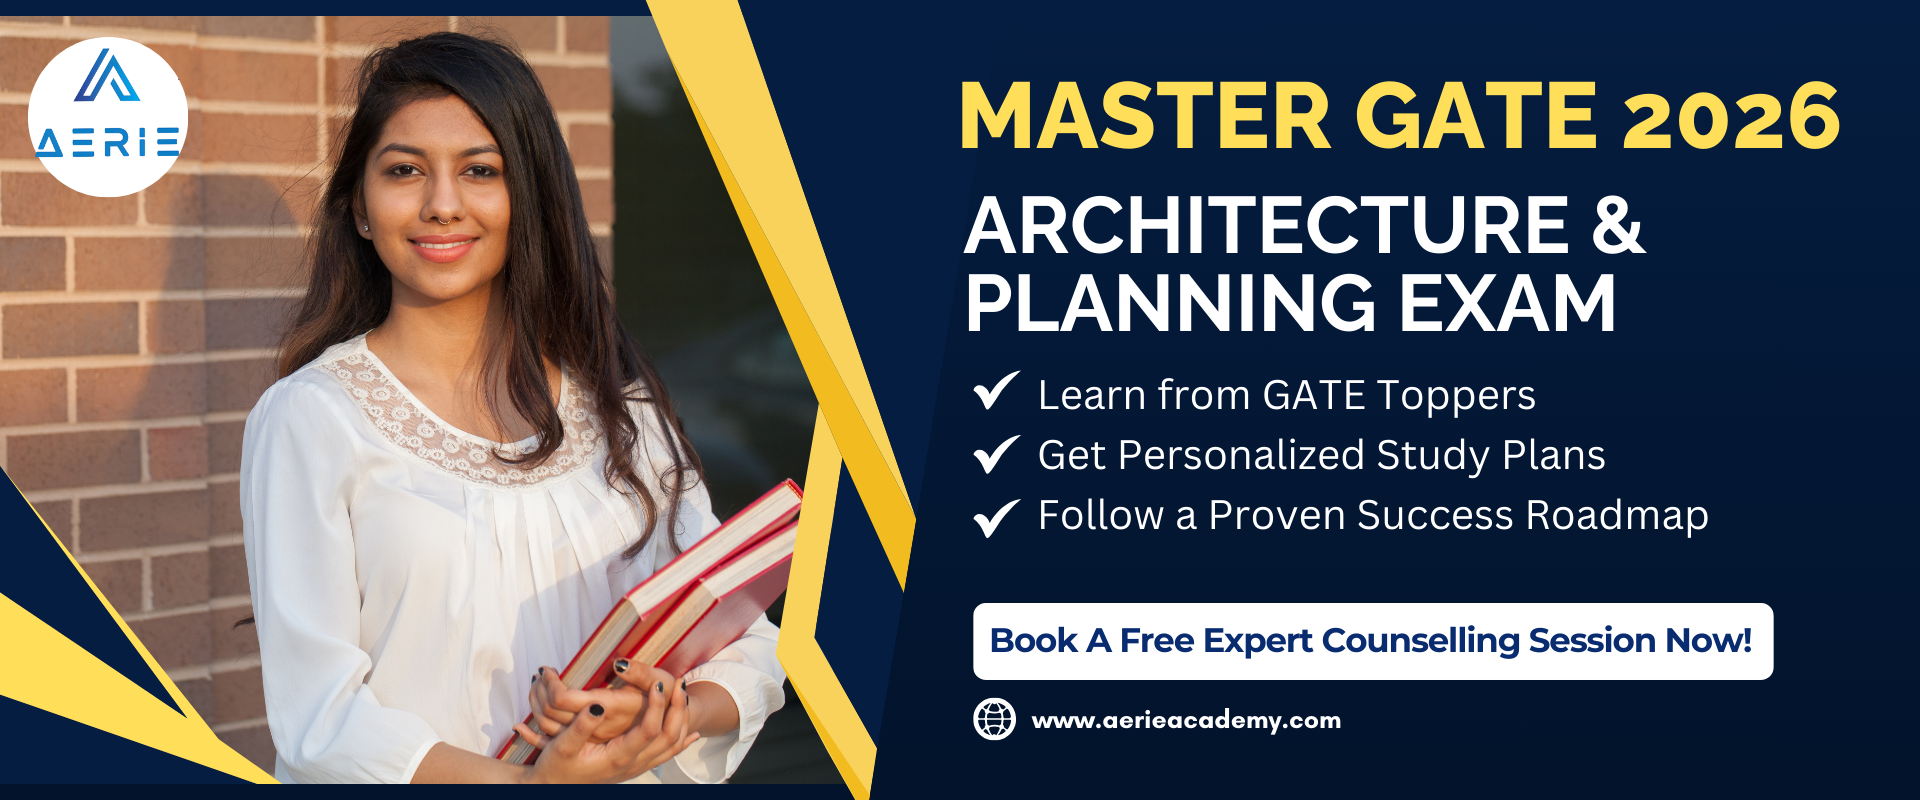 AERIE
MASTER GATE 2026
ARCHITECTURE &
PLANNING EXAM
Learn from GATE Toppers
Get Personalized Study Plans
Follow a Proven Success Roadmap
Book A Free Expert Counselling Session Now!
www.aerieacademy.com